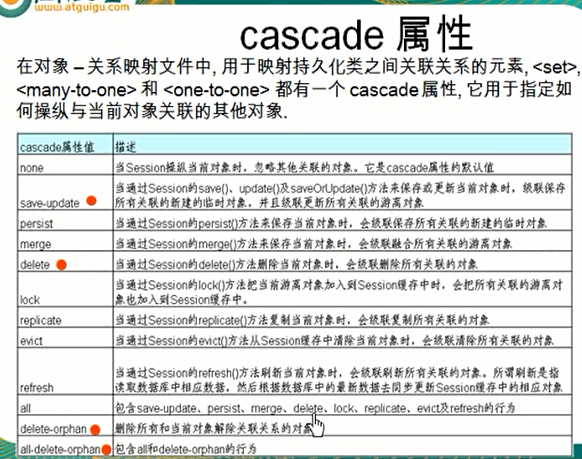 www.atguigu.com
cascade 属性
在对象 – 关系映射文件中, 用于映射持久化类之间关联关系的元素, <set>,
<many-to-one> 和 <one-to-one> 都有一个 cascade 属性, 它用于指定如
何操纵与当前对象关联的其他对象.
cascade属性值 描述
none 当Session操纵当前对象时，忽略其他关联的对象。它是cascade属性的默认值
当通过Session的save()、update()及saveOrUpdate()方法来保存或更新当前对象时，级联保存
save-update 所有关联的新建的临时对象，并且级联更新所有关联的游离对象
persist 当通过Session的persist()方法来保存当前对象时，会级联保存所有关联的新建的临时对象
merge 当通过Session的merge()方法来保存当前对象时，级联融合所有关联的游离对象
delete 当通过Session的delete()方法删除当前对象时，会级联删除所有关联的对象
当通过Session的lock()方法把当前游离对象加入到Session缓存中时，会把所有关联的游离对
lock 象也加入到Session缓存中。
replicate 当通过Session的replicate()方法复制当前对象时，会级联复制所有关联的对象
evict 当通过Session的evict()方法从Session缓存中清除当前对象时，会级联清除所有关联的对象
当通过Session的refresh()方法刷新当前对象时，会级联刷新所有关联的对象。所谓刷新是指
refresh 读取数据库中相应数据，然后根据数据库中的最新数据去同步更新Session缓存中的相应对象
all 包含save-update、persist、merge、delete、lock、replicate、evict及refresh的行为
delete-orphan 删除所有和当前对象解除关联关系的对象
all-delete-orphan 包含all和delete-orphan的行为